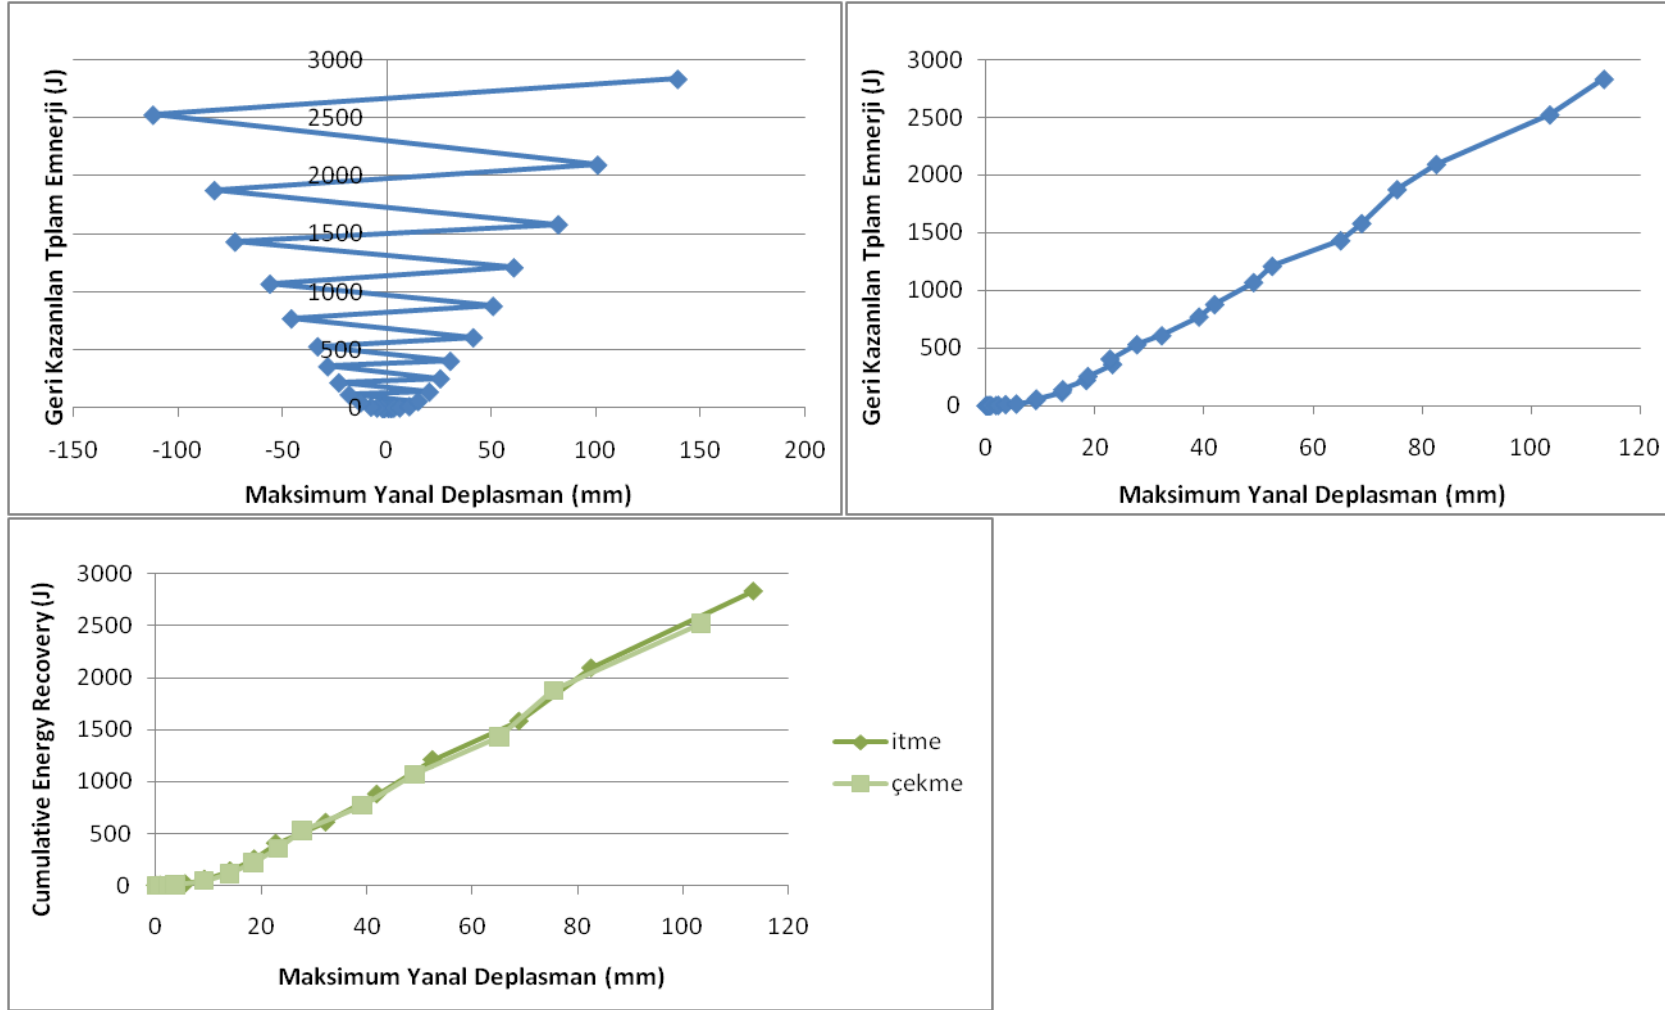 Geri Kazanılan Tplam Emnerji (J)
3000
2500
2000
1500
1000
500
0
-150 -100 -50 0 50 100 150 200
Maksimum Yanal Deplasman (mm)
Geri Kazanılan Tplam Emnerji (J)
3000
2500
2000
1500
1000
500
0
0 20 40 60 80 100 120
Maksimum Yanal Deplasman (mm)
Cumulative Energy Recovery (J)
3000
2500
2000
1500
1000
500
0
0 20 40 60 80 100 120
Maksimum Yanal Deplasman (mm)
itme
çekme